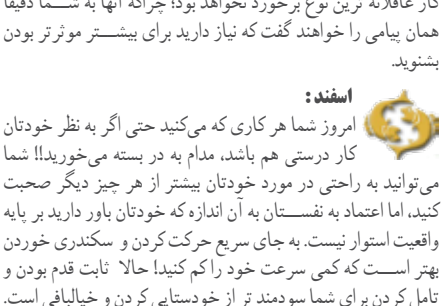 کار عاقلانه ترین نوع برخورد نخواهد بود؛ چراکه آنها به شما دقیقا
همان پیامی را خواهند گفت که نیاز دارید برای بیشتر موثرتر بودن
بشنوید.
اسفند :
امروز شما هر کاری که می‌کنید حتی اگر به نظر خودتان
کار درستی هم باشد، مدام به در بسته می‌خورید!! شما
می‌توانید به راحتی در مورد خودتان بیشتر از هر چیز دیگر صحبت
کنید، اما اعتماد به نفستان به آن اندازه که خودتان باور دارید بر پایه
واقعیت استوار نیست. به جای سریع حرکت کردن و سکندری خوردن
بهتر است که کمی سرعت خود را کم کنید! حالا ثابت قدم بودن و
تامل کردن برای شما سودمند تر از خودستایی کردن و خیالبافی است.